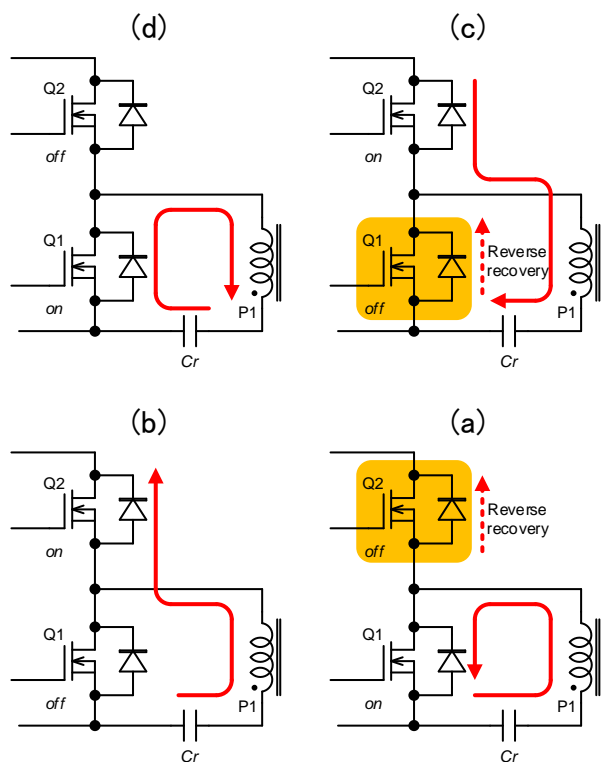 (d)
Q2
off
Q1
on
P1
Cr
(c)
Q2
on
Q1
Reverse
recovery
off
P1
Cr
(b)
Q2
on
Q1
off
P1
Cr
(a)
Q2
Reverse
recovery
off
Q1
on
P1
Cr